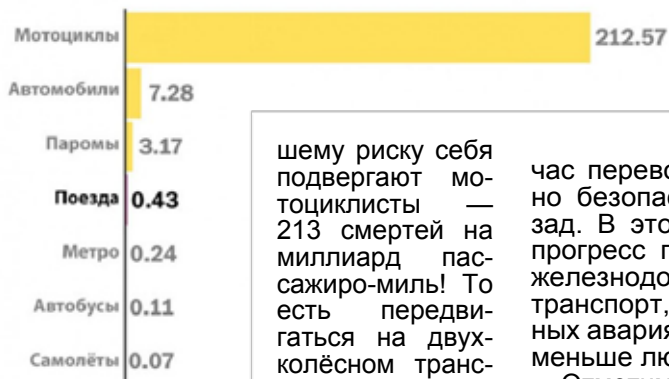 Мотоциклы 212.57
Автомобили 7.28
Паромы 3.17
Поезда 0.43
Метро 0.24
Автобусы 0.11
Самолёты 0.07
шему риску себя
подвергают мо-
тоциклисты —
213 смертей на
миллиард пас-
сажиро-миль! То
есть передви-
гаться на двух-
колёсном транс-
час перево
но безопас
зад. В это
прогресс п
железнодо
транспорт,
ных авария
меньше лю